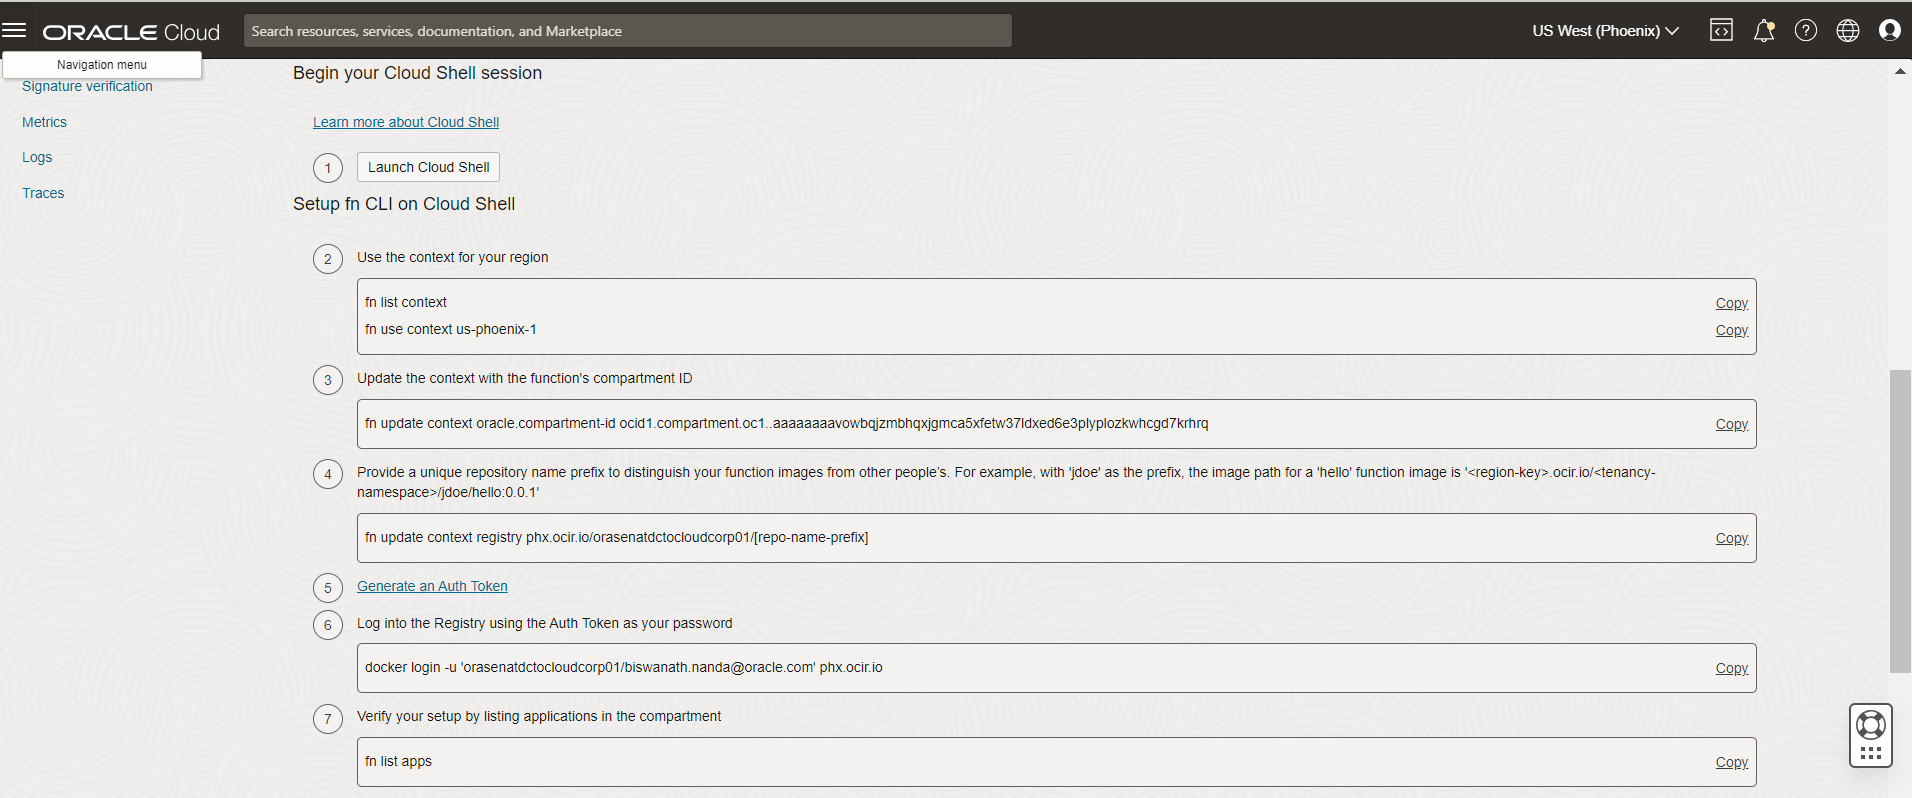 ORACLE Cloud
Search resources, services, documentation, and Marketplace
US West (Phoenix)
Navigation menu
Signature verification
Metrics
Logs
Traces
Begin your Cloud Shell session
Learn more about Cloud Shell
1 Launch Cloud Shell
Setup fn CLI on Cloud Shell
2 Use the context for your region
fn list context Copy
fn use context us-phoenix-1 Copy
3 Update the context with the function's compartment ID
fn update context oracle.compartment-id ocid1.compartment.oc1..aaaaaaaavowbqjzmbhqxjgmca5xfetw37ldxed6e3plyplozkwhcgd7krhrq Copy
4 Provide a unique repository name prefix to distinguish your function images from other people's. For example, with 'jdoe' as the prefix, the image path for a 'hello' function image is '<region-key>.ocir.io/<tenancy-
namespace>/jdoe/hello:0.0.1'
fn update context registry phx.ocir.io/orasenatdctocloudcorp01/[repo-name-prefix] Copy
5 Generate an Auth Token
6 Log into the Registry using the Auth Token as your password
docker login -u 'orasenatdctocloudcorp01/biswanath.nanda@oracle.com' phx.ocir.io Copy
7 Verify your setup by listing applications in the compartment
fn list apps Copy